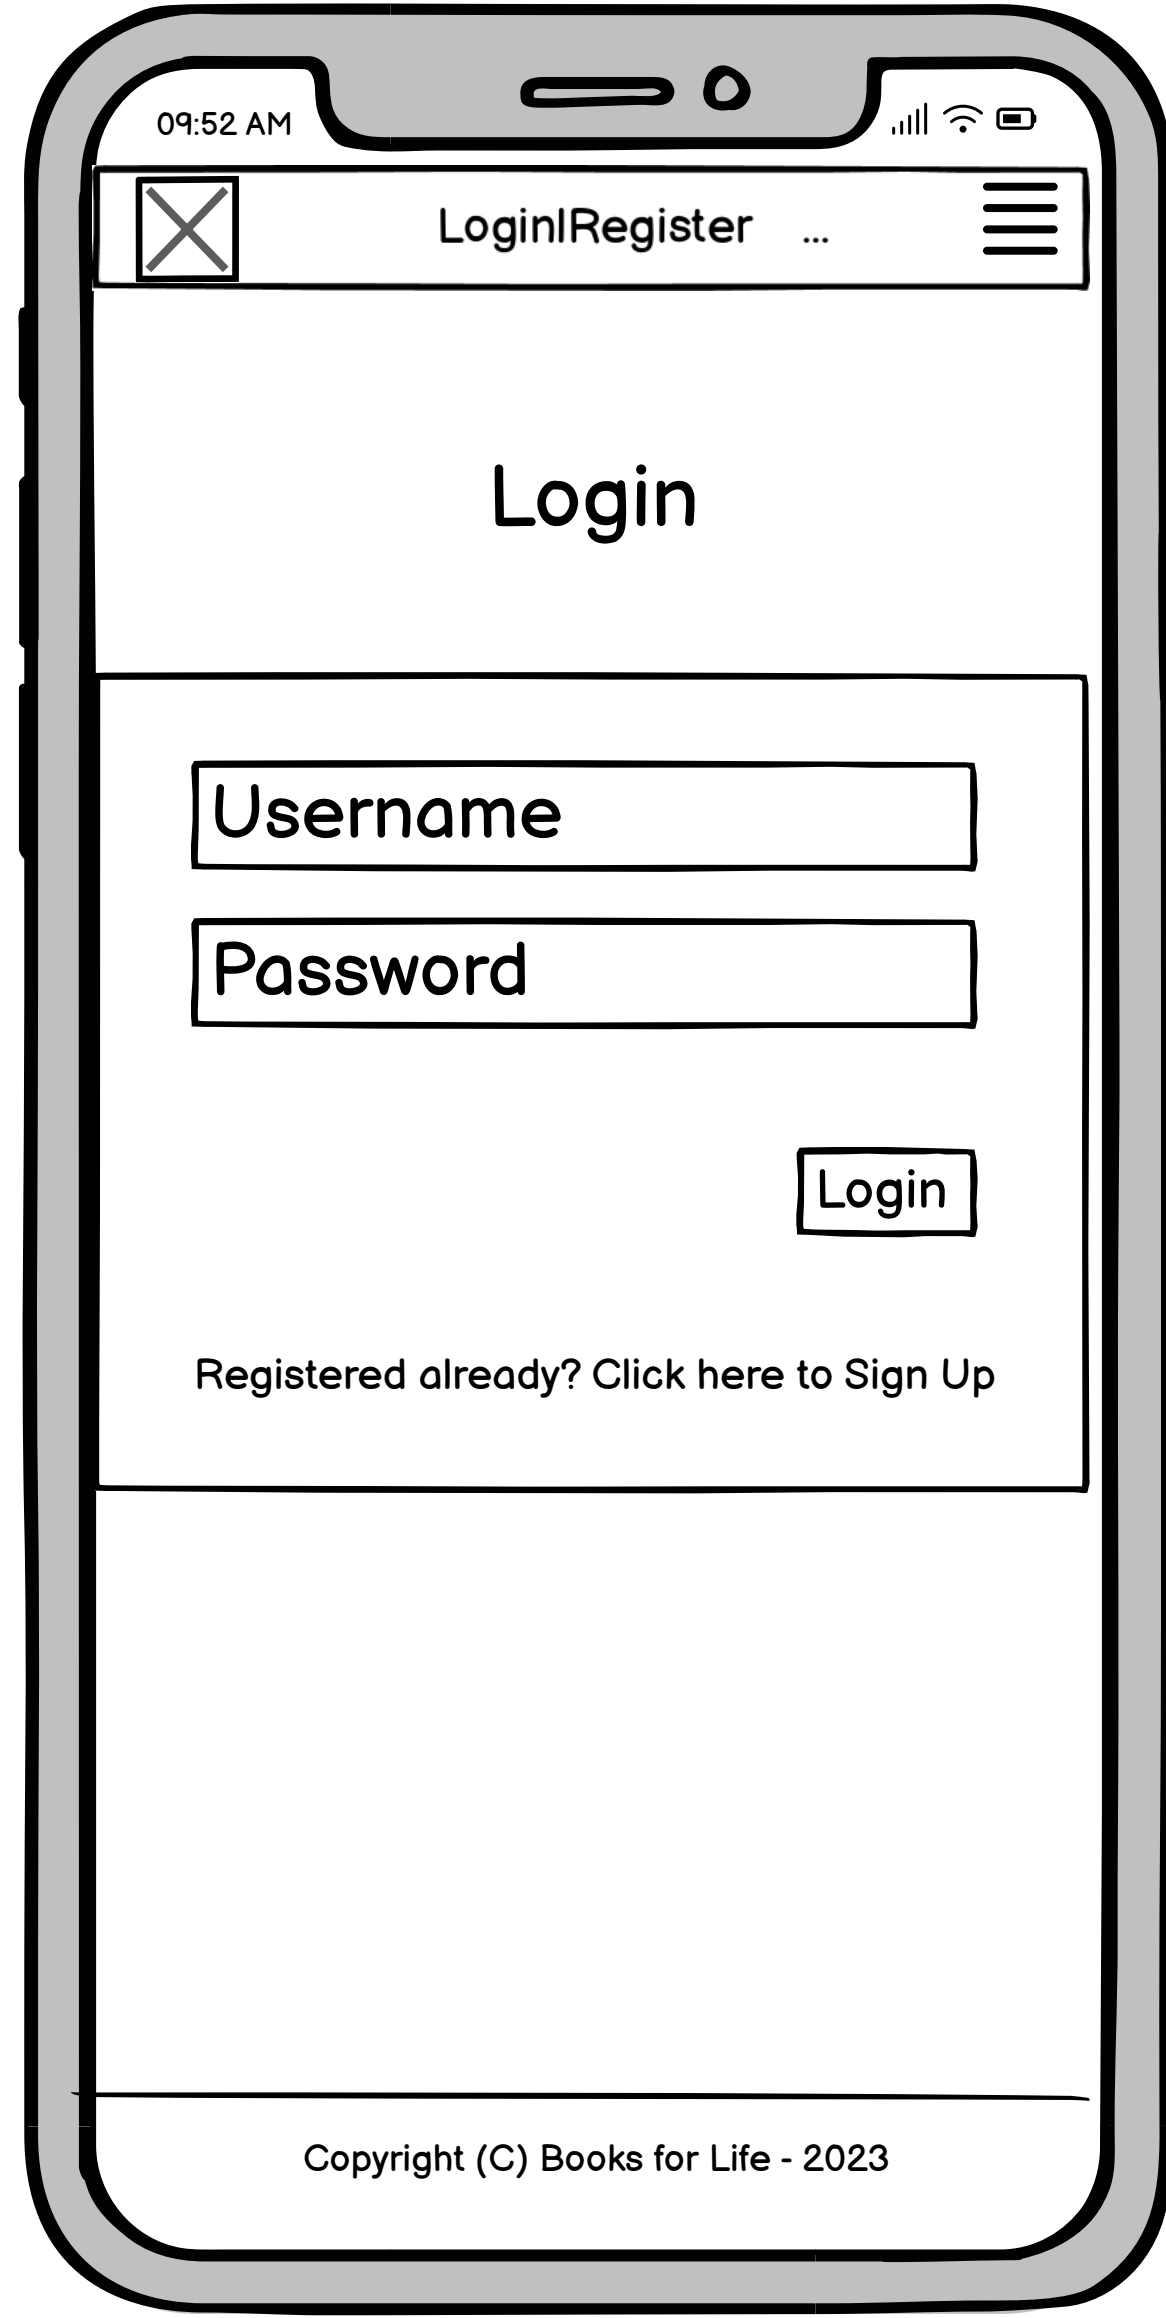 09:52 AM
Login|Register ...
Login
Username
Password
Login
Registered already? Click here to Sign Up
Copyright (C) Books for Life - 2023